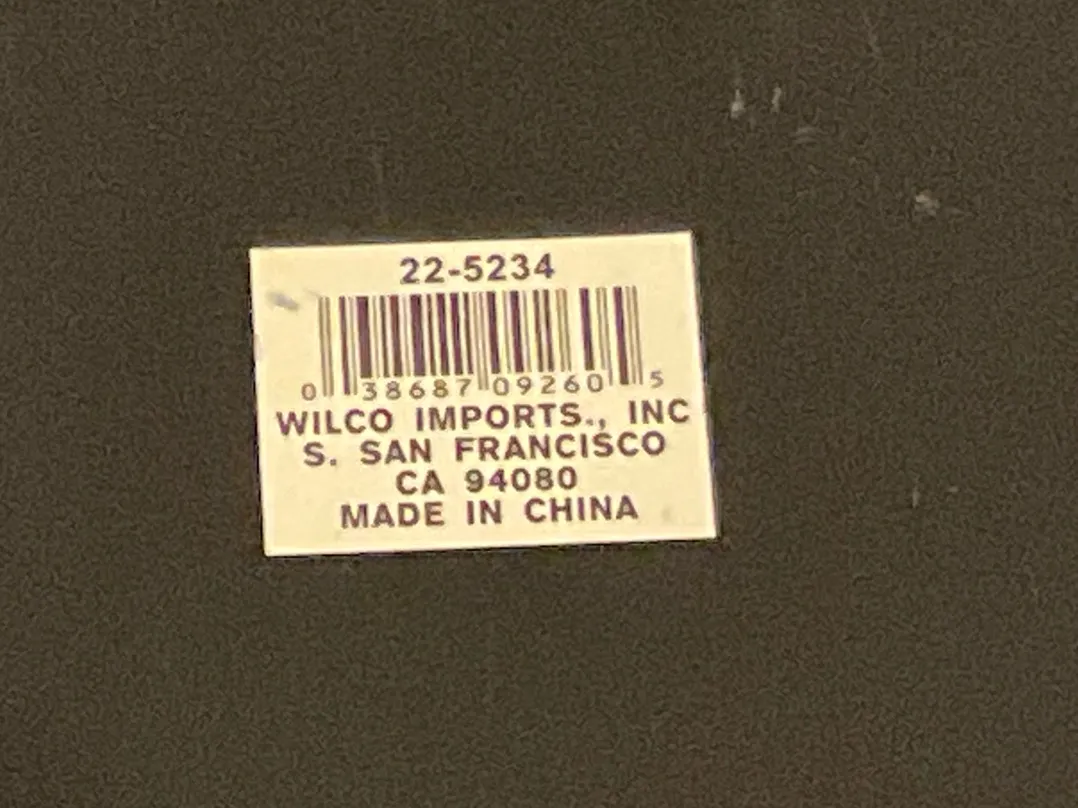 22-5234
0 38687 09260 5
WILCO IMPORTS., INC
S. SAN FRANCISCO
CA 94080
MADE IN CHINA